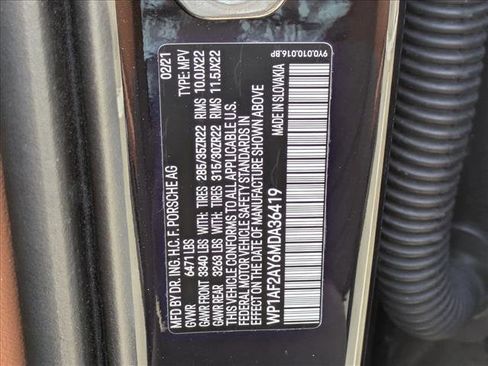 MFD BY DR. ING. H.C. F. PORSCHE AG 02/21
GVWR 6471 LBS TYPE: MPV
GAWR FRONT 3340 LBS TIRES 285/35ZR22 RIMS 10.0JX22
GAWR REAR 3263 LBS TIRES 315/30ZR22 RIMS 11.5JX22
THIS VEHICLE CONFORMS TO ALL APPLICABLE U.S.
FEDERAL MOTOR VEHICLE SAFETY STANDARDS IN
EFFECT ON THE DATE OF MANUFACTURE SHOWN ABOVE
WP1AF2AY6MDA36419 MADE IN SLOVAKIA
9Y0.010.016.BP